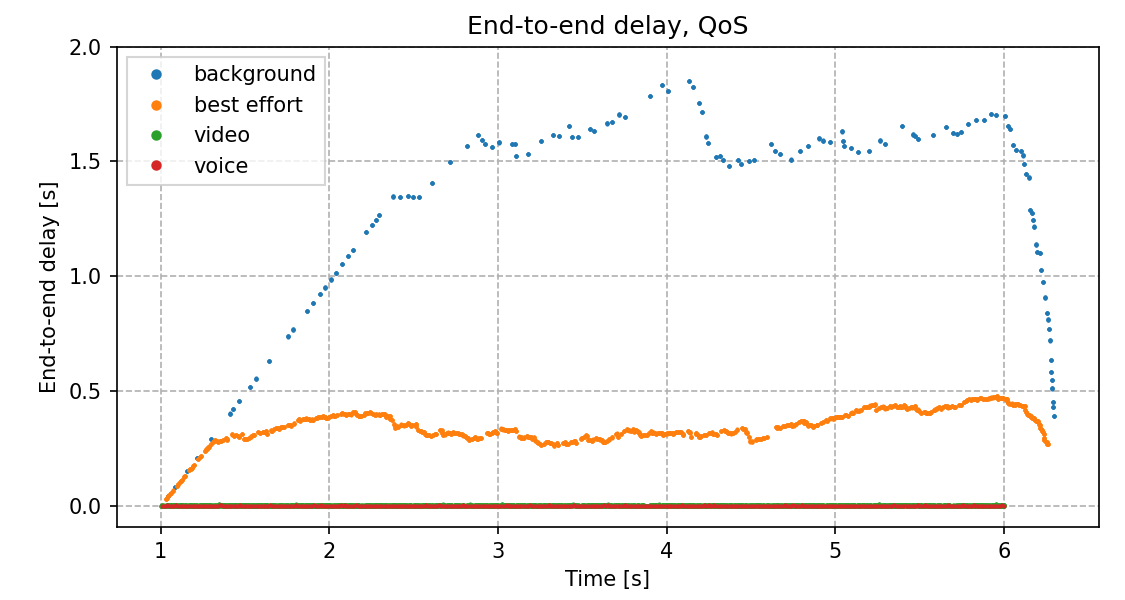 End-to-end delay, QoS
background
best effort
video
voice
End-to-end delay [s]
2.0
1.5
1.0
0.5
0.0
1 2 3 4 5 6
Time [s]